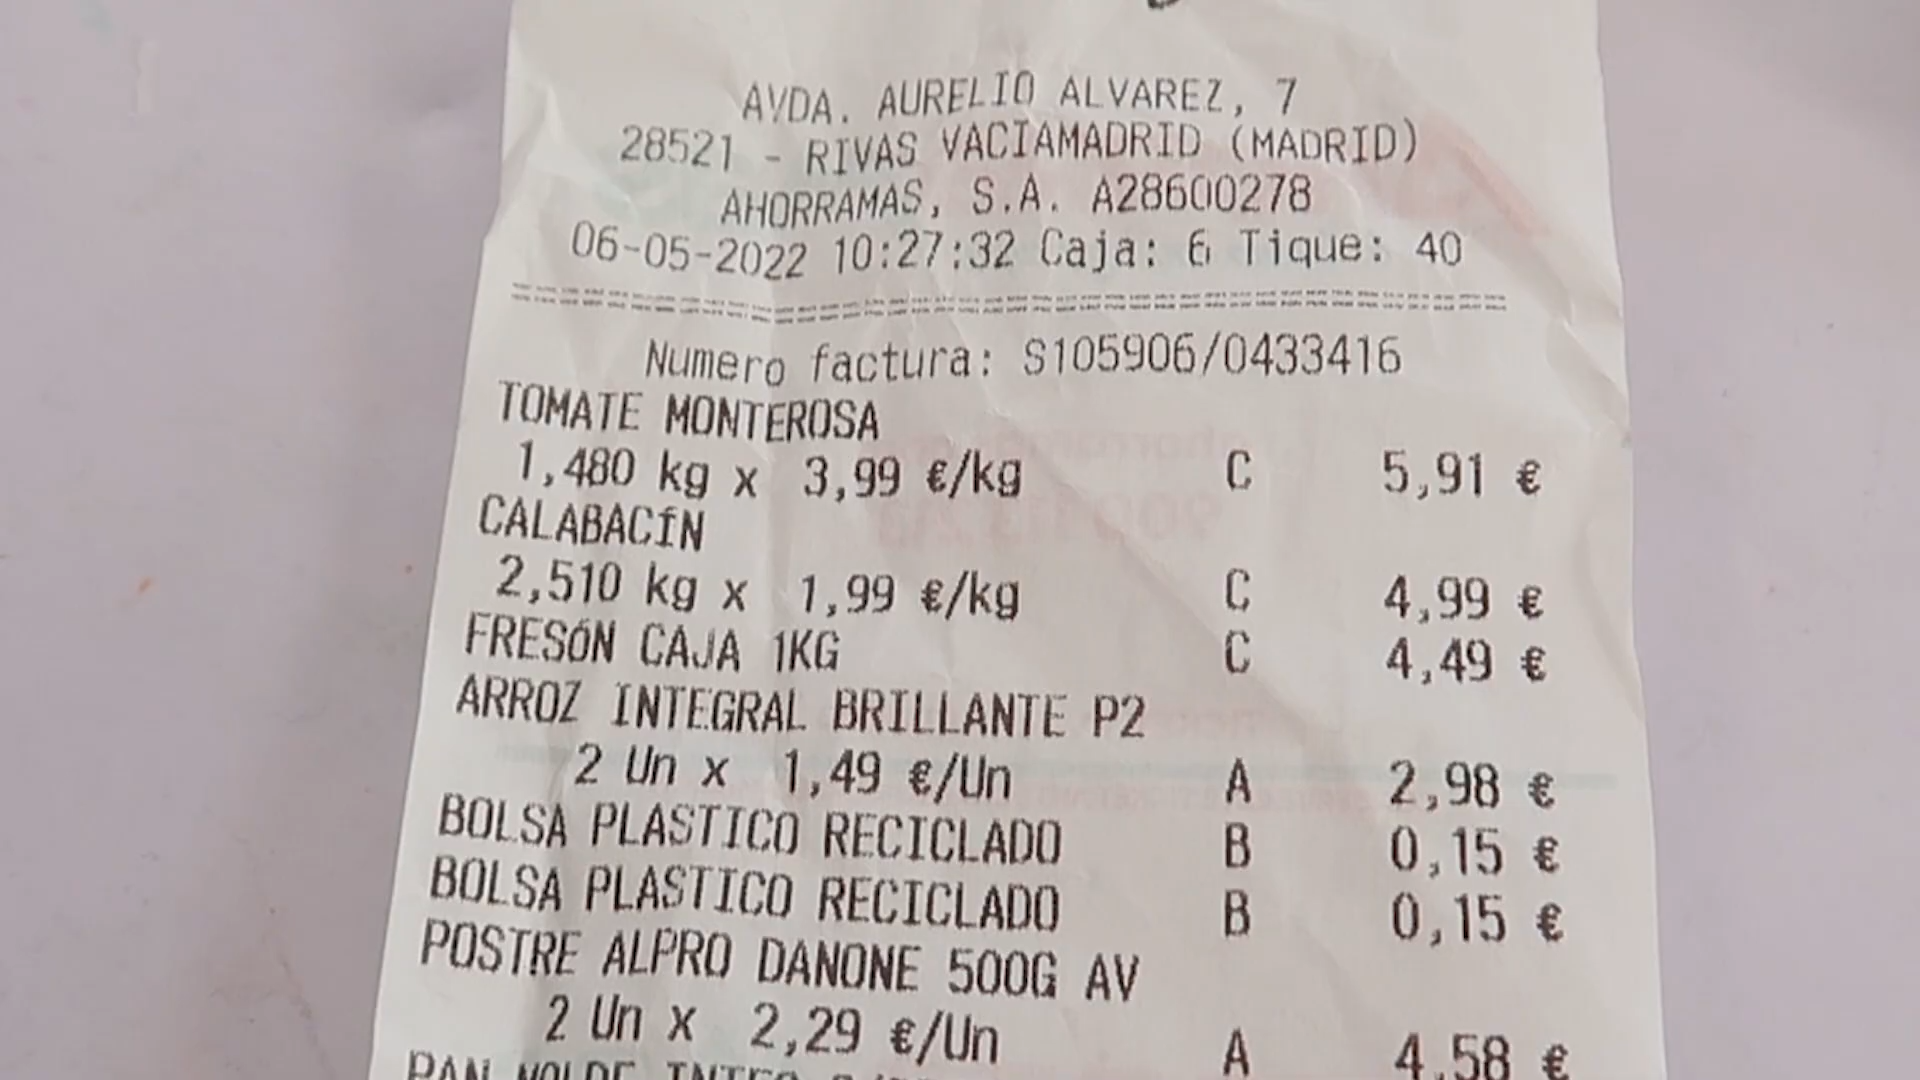 AVDA. AURELIO ALVAREZ, 7
28521 - RIVAS VACIAMADRID (MADRID)
AHORRAMAS, S.A. A28600278
06-05-2022 10:27:32 Caja: 6 Tique: 40
Numero factura: S105906/0433416
TOMATE MONTEROSA
1,480 kg x 3,99 €/kg C 5,91 €
CALABACÍN
2,510 kg x 1,99 €/kg C 4,99 €
FRESÓN CAJA 1KG C 4,49 €
ARROZ INTEGRAL BRILLANTE P2
2 Un x 1,49 €/Un A 2,98 €
BOLSA PLASTICO RECICLADO B 0,15 €
BOLSA PLASTICO RECICLADO B 0,15 €
POSTRE ALPRO DANONE 500G AV
2 Un x 2,29 €/Un A 4,58 €
PAN MOLDE